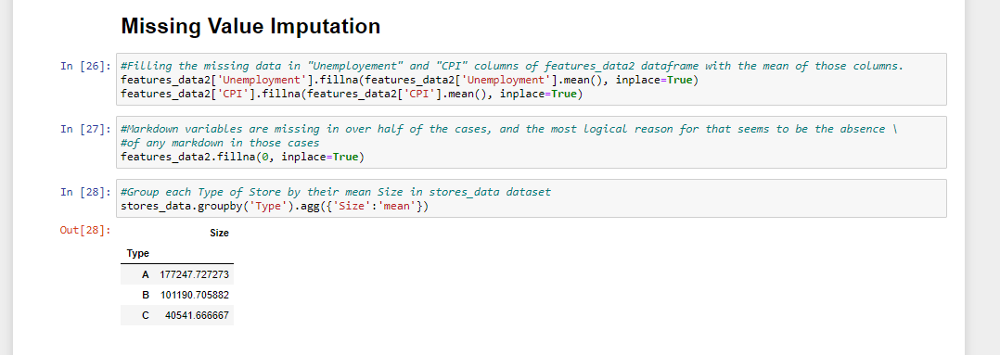 Missing Value Imputation
In [26]: #Filling the missing data in "Unemployement" and "CPI" columns of features_data2 dataframe with the mean of those columns.
features_data2['Unemployment'].fillna(features_data2['Unemployment'].mean(), inplace=True)
features_data2['CPI'].fillna(features_data2['CPI'].mean(), inplace=True)
In [27]: #Markdown variables are missing in over half of the cases, and the most logical reason for that seems to be the absence \
#of any markdown in those cases
features_data2.fillna(0, inplace=True)
In [28]: #Group each Type of Store by their mean Size in stores_data dataset
stores_data.groupby('Type').agg({'Size':'mean'})
Out[28]: Size
Type
A 177247.727273
B 101190.705882
C 40541.666667